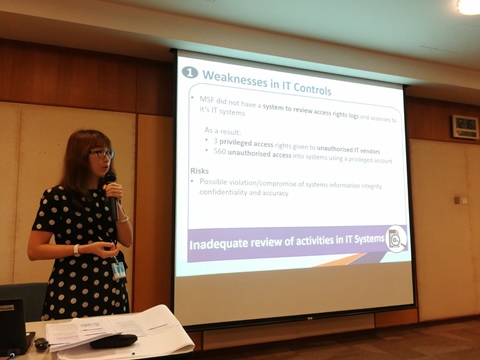 1 Weaknesses in IT Controls
• MSF did not have a system to review access rights logs and accesses to
it's IT systems
As a result:
• 3 privileged access rights given to unauthorised IT vendors
• 560 unauthorised access into systems using a privileged account
Risks
• Possible violation/compromise of systems information integrity,
confidentiality and accuracy
Inadequate review of activities in IT Systems